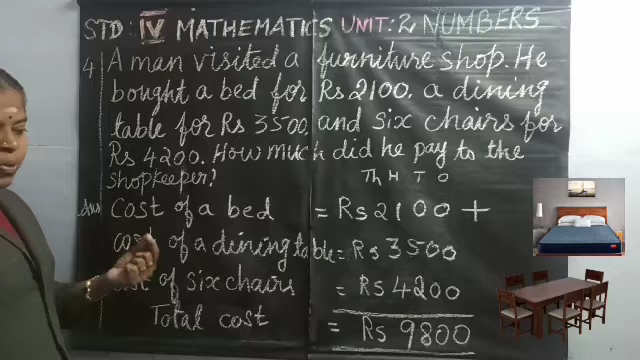 STD: IV MATHEMATICS UNIT: 2 NUMBERS
4 A man visited a furniture shop. He
bought a bed for Rs 2100, a dining
table for Rs 3500, and six chairs for
Rs 4200. How much did he pay to the
shopkeeper?
Th H T O
Ans Cost of a bed = Rs 2100 +
cost of a dining table = Rs 3500
of six chairs = Rs 4200
Total cost = Rs 9800